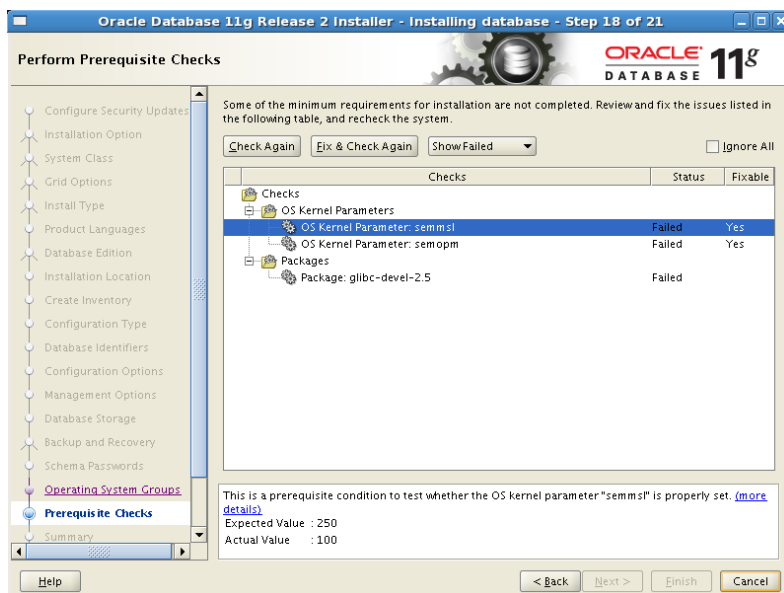 Oracle Database 11g Release 2 Installer - Installing database - Step 18 of 21
Perform Prerequisite Checks
ORACLE
DATABASE
11g
Configure Security Updates
Installation Option
System Class
Grid Options
Install Type
Product Languages
Database Edition
Installation Location
Create Inventory
Configuration Type
Database Identifiers
Configuration Options
Management Options
Database Storage
Backup and Recovery
Schema Passwords
Operating System Groups
Prerequisite Checks
Summary
Some of the minimum requirements for installation are not completed. Review and fix the issues listed in
the following table, and recheck the system.
Check Again
Fix & Check Again
Show Failed
Ignore All
Checks Status Fixable
Checks
OS Kernel Parameters
OS Kernel Parameter: semmsl Failed Yes
OS Kernel Parameter: semopm Failed Yes
Packages
Package: glibc-devel-2.5 Failed
This is a prerequisite condition to test whether the OS kernel parameter "semmsl" is properly set. (more
details)
Expected Value : 250
Actual Value : 100
Help
< Back
Next >
Finish
Cancel